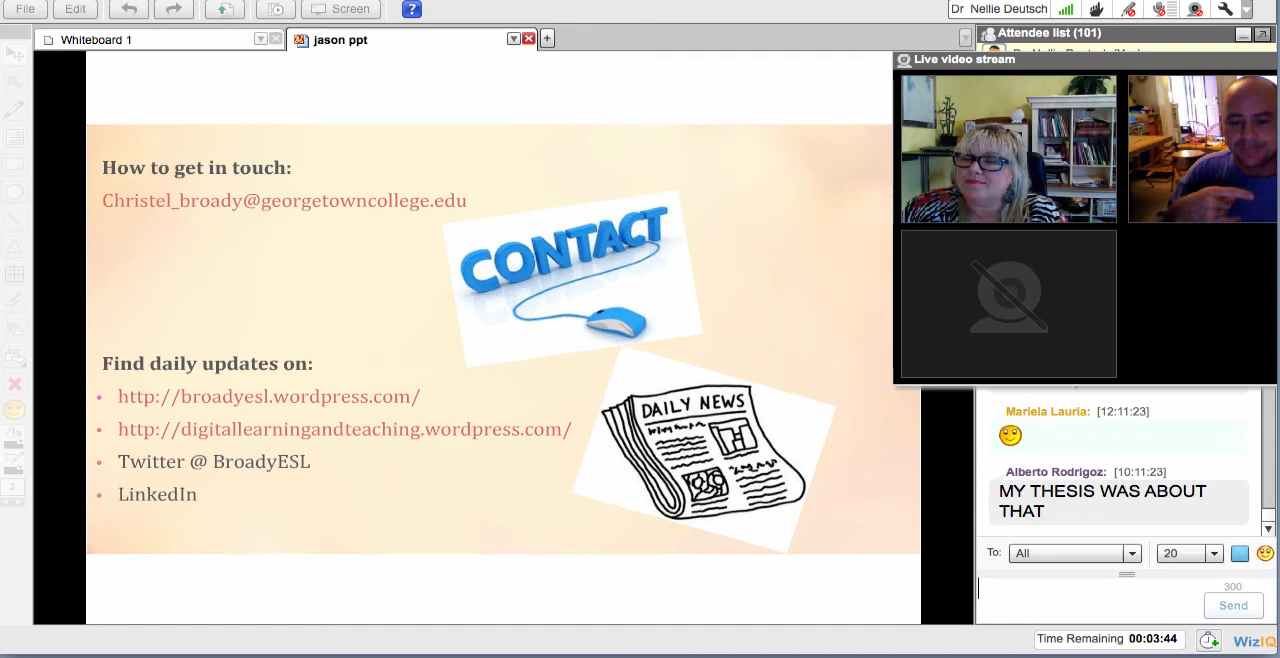 File
Edit
Screen
?
Dr Nellie Deutsch
Whiteboard 1
jason ppt
+
Attendee list (101)
Live video stream
How to get in touch:
Christel_broady@georgetowncollege.edu
CONTACT
Find daily updates on:
• http://broadyesl.wordpress.com/
• http://digitallearningandteaching.wordpress.com/
• Twitter @ BroadyESL
• LinkedIn
DAILY NEWS
Mariela Lauria: [12:11:23]
Alberto Rodrigoz: [10:11:23]
MY THESIS WAS ABOUT
THAT
To: All 20
300
Send
2
Time Remaining 00:03:44
WizIQ